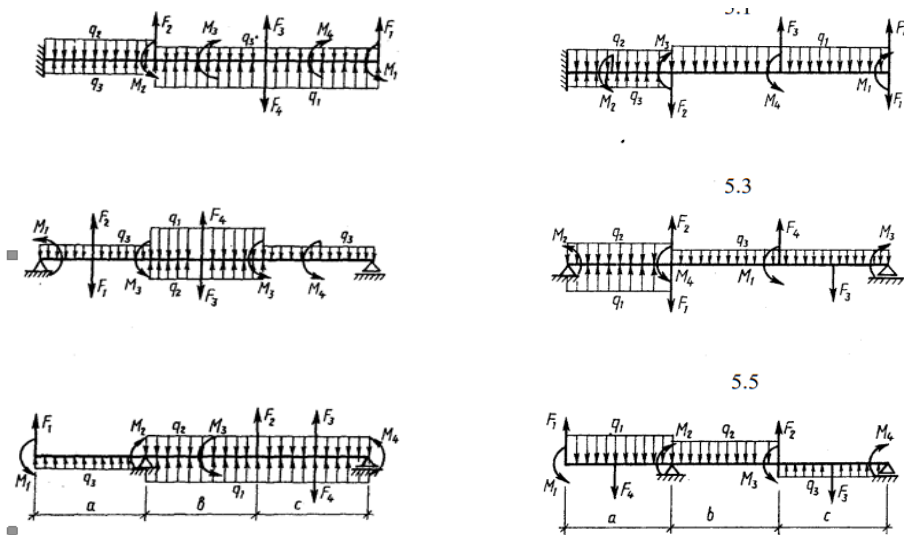 5.1
q₂ F₂ M₃ q₃ F₃ M₄ F₁
q₃ M₂ F₄ q₁ M₁
q₂ M₃ F₃ q₁
M₂ q₃ F₂ M₄ M₁ F₁
5.3
M₁ F₂ q₃ q₁ F₄ q₃
F₁ M₃ q₂ F₃ M₃ M₄
M₂ q₂ F₂ q₃ F₄ M₃
q₁ M₄ F₁ M₁ F₃
5.5
F₁ M₂ q₂ M₃ F₂ F₃ M₄
M₁ q₃ q₁ F₄
a в c
F₁ q₁ M₂ q₂ F₂ M₄
M₁ F₄ M₃ q₃ F₃
a b c